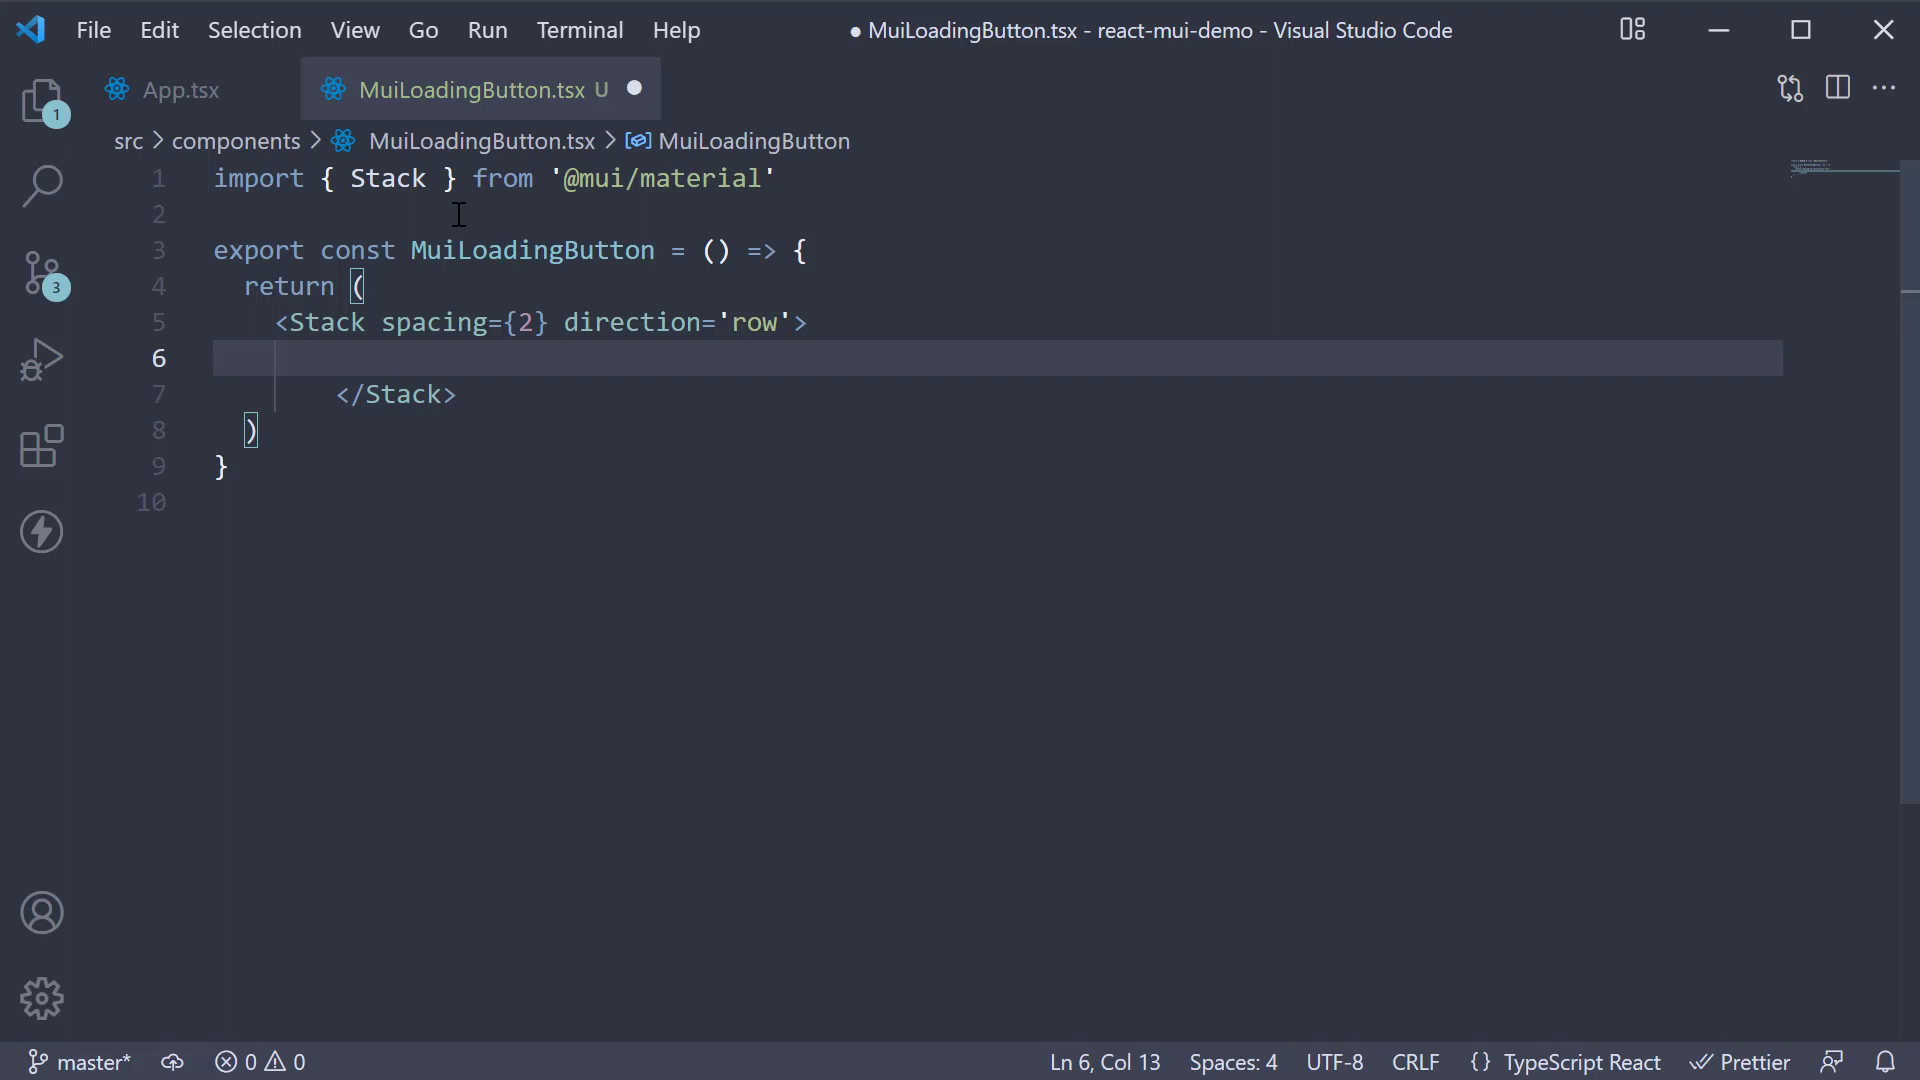 File Edit Selection View Go Run Terminal Help ● MuiLoadingButton.tsx - react-mui-demo - Visual Studio Code
App.tsx MuiLoadingButton.tsx U ●
src > components > MuiLoadingButton.tsx > MuiLoadingButton
1 import { Stack } from '@mui/material'
2
3 export const MuiLoadingButton = () => {
4 return (
5 <Stack spacing={2} direction='row'>
6
7 </Stack>
8 )
9 }
10
1
3
master* 0 0 Ln 6, Col 13 Spaces: 4 UTF-8 CRLF {} TypeScript React Prettier